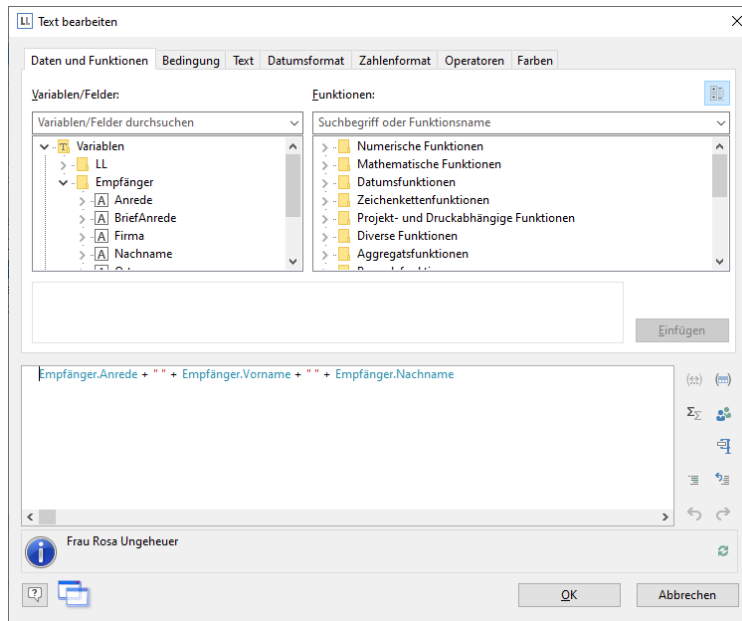 LL Text bearbeiten
Daten und Funktionen Bedingung Text Datumsformat Zahlenformat Operatoren Farben
Variablen/Felder: Funktionen:
Variablen/Felder durchsuchen Suchbegriff oder Funktionsname
Variablen Numerische Funktionen
LL Mathematische Funktionen
Empfänger Datumsfunktionen
A Anrede Zeichenkettenfunktionen
A BriefAnrede Projekt- und Druckabhängige Funktionen
A Firma Diverse Funktionen
A Nachname Aggregatsfunktionen
Einfügen
Empfänger.Anrede + " " + Empfänger.Vorname + " " + Empfänger.Nachname
Frau Rosa Ungeheuer
OK Abbrechen